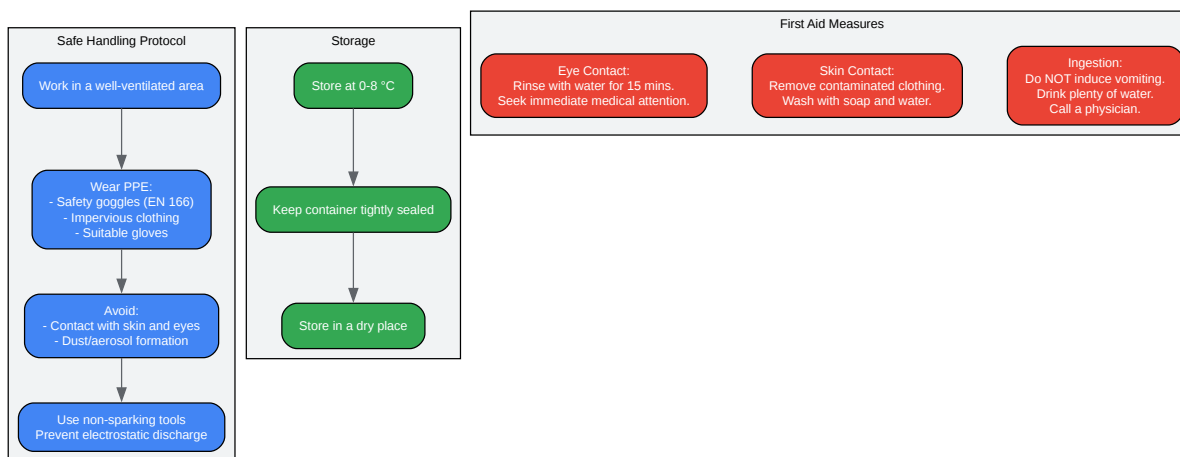 Safe Handling Protocol
Work in a well-ventilated area
Wear PPE:
- Safety goggles (EN 166)
- Impervious clothing
- Suitable gloves
Avoid:
- Contact with skin and eyes
- Dust/aerosol formation
Use non-sparking tools
Prevent electrostatic discharge
Storage
Store at 0-8 °C
Keep container tightly sealed
Store in a dry place
First Aid Measures
Eye Contact:
Rinse with water for 15 mins.
Seek immediate medical attention.
Skin Contact:
Remove contaminated clothing.
Wash with soap and water.
Ingestion:
Do NOT induce vomiting.
Drink plenty of water.
Call a physician.